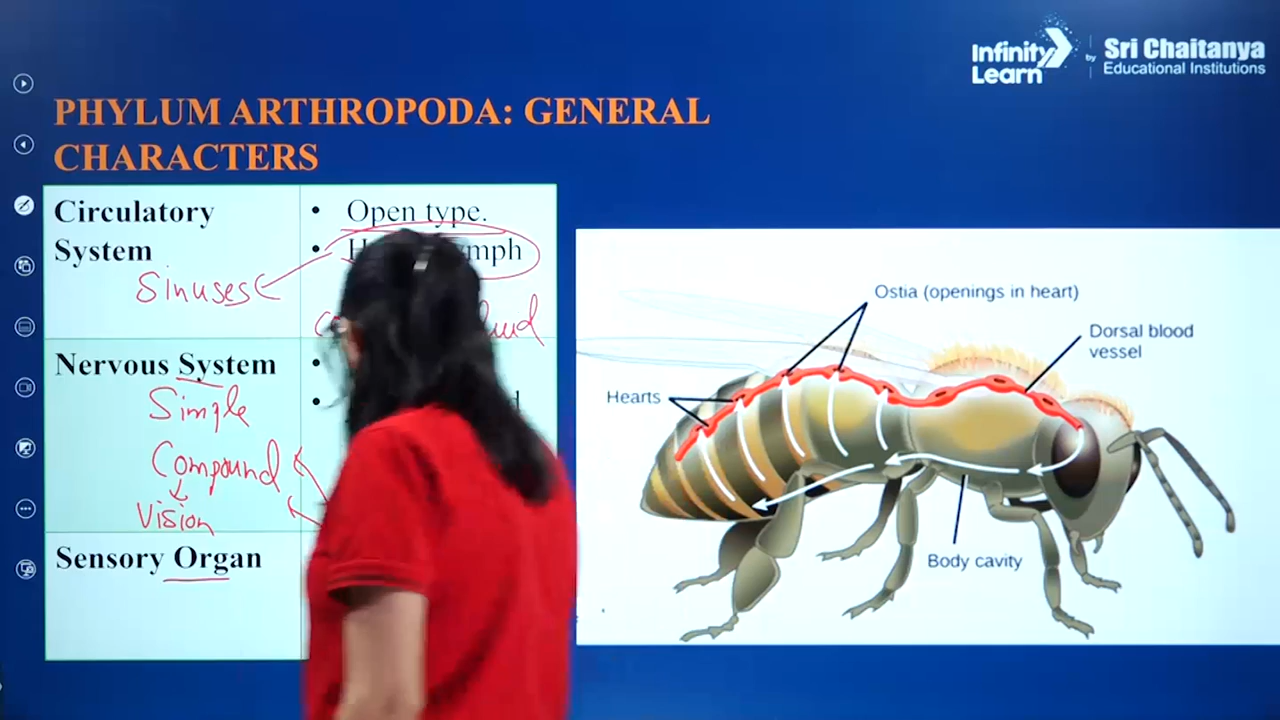 Infinity
Learn
by
Sri Chaitanya
Educational Institutions
PHYLUM ARTHROPODA: GENERAL
CHARACTERS
Circulatory
System
• Open type.
Sinuses
Nervous System
Simple
Compound
Vision
Sensory Organ
Ostia (openings in heart)
Dorsal blood
vessel
Hearts
Body cavity